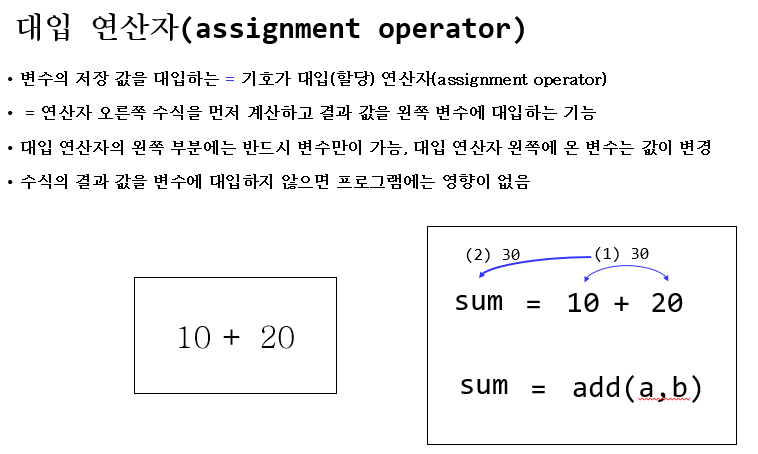 대입 연산자(assignment operator)
• 변수의 저장 값을 대입하는 = 기호가 대입(할당) 연산자(assignment operator)
• = 연산자 오른쪽 수식을 먼저 계산하고 결과 값을 왼쪽 변수에 대입하는 기능
• 대입 연산자의 왼쪽 부분에는 반드시 변수만이 가능, 대입 연산자 왼쪽에 온 변수는 값이 변경
• 수식의 결과 값을 변수에 대입하지 않으면 프로그램에는 영향이 없음
10 + 20
(2) 30 (1) 30
sum = 10 + 20
sum = add(a,b)